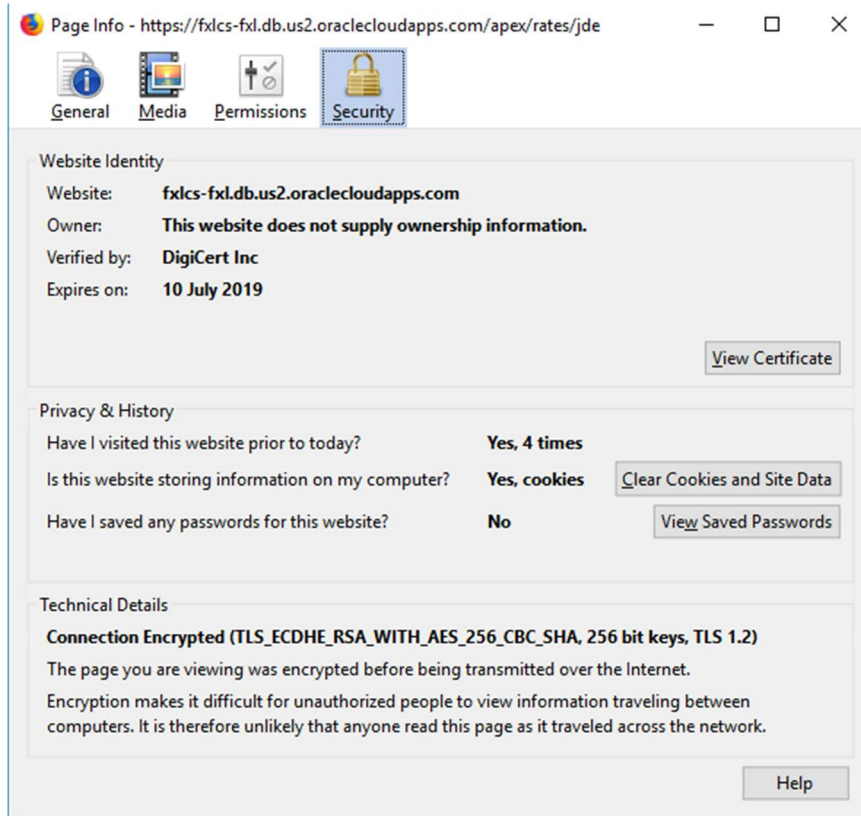 Page Info - https://fxlcs-fxl.db.us2.oraclecloudapps.com/apex/rates/jde
General Media Permissions Security
Website Identity
Website: fxlcs-fxl.db.us2.oraclecloudapps.com
Owner: This website does not supply ownership information.
Verified by: DigiCert Inc
Expires on: 10 July 2019
View Certificate
Privacy & History
Have I visited this website prior to today? Yes, 4 times
Is this website storing information on my computer? Yes, cookies Clear Cookies and Site Data
Have I saved any passwords for this website? No View Saved Passwords
Technical Details
Connection Encrypted (TLS_ECDHE_RSA_WITH_AES_256_CBC_SHA, 256 bit keys, TLS 1.2)
The page you are viewing was encrypted before being transmitted over the Internet.
Encryption makes it difficult for unauthorized people to view information traveling between
computers. It is therefore unlikely that anyone read this page as it traveled across the network.
Help